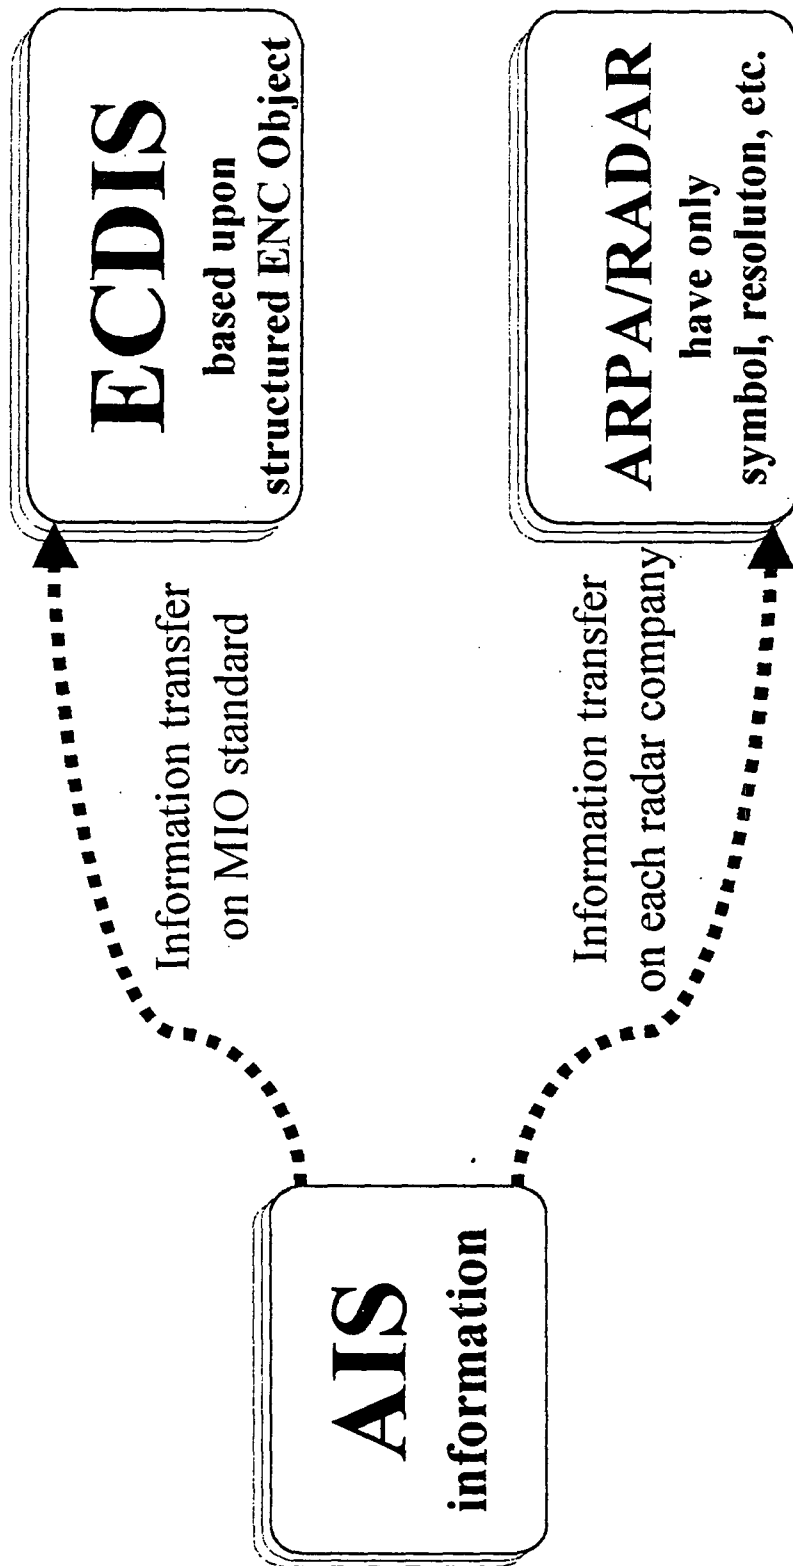 AIS
information
Information transfer
on MIO standard
ECDIS
based upon
structured ENC Object
Information transfer
on each radar company
ARPA/RADAR
have only
symbol, resoluton, etc.